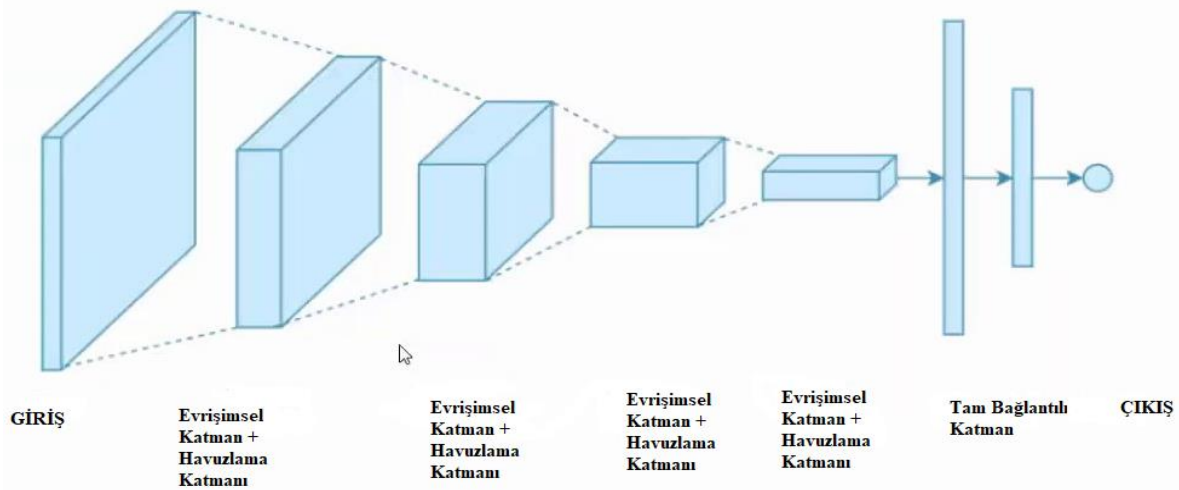 GİRİŞ
Evrişimsel
Katman +
Havuzlama
Katmanı
Evrişimsel
Katman +
Havuzlama
Katmanı
Evrişimsel
Katman +
Havuzlama
Katmanı
Evrişimsel
Katman +
Havuzlama
Katmanı
Tam Bağlantılı
Katman
ÇIKIŞ